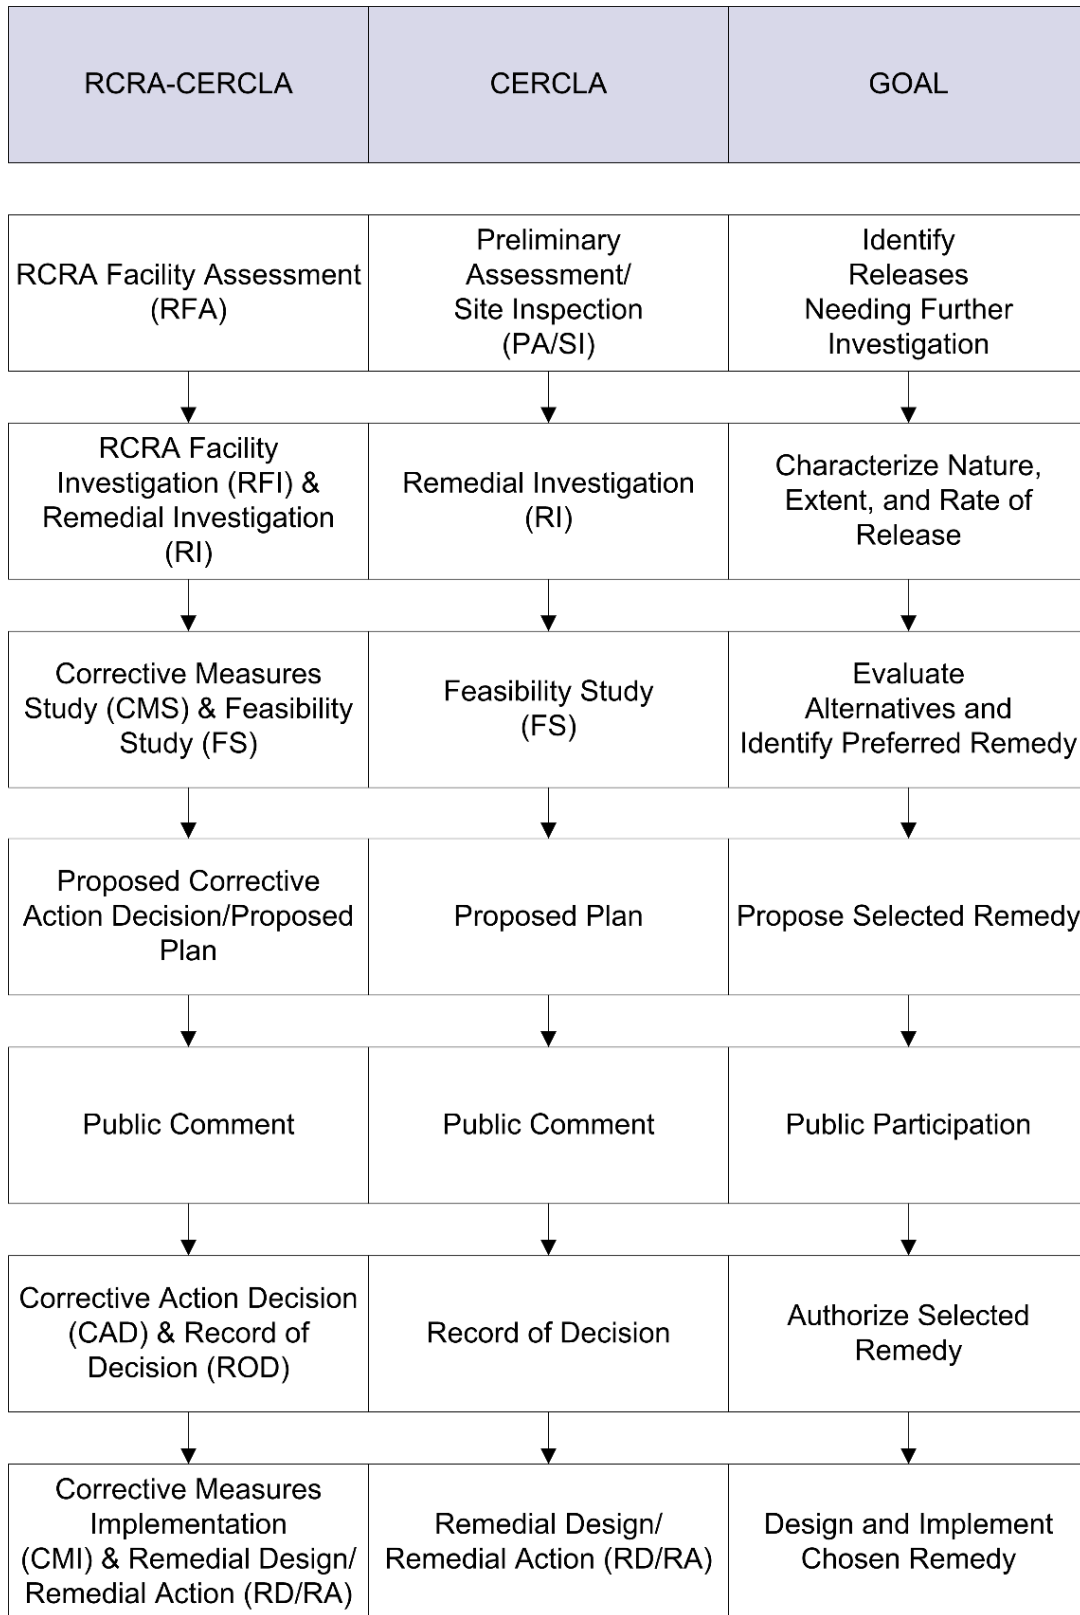 RCRA-CERCLA
CERCLA
GOAL
RCRA Facility Assessment
(RFA)
Preliminary
Assessment/
Site Inspection
(PA/SI)
Identify
Releases
Needing Further
Investigation
RCRA Facility
Investigation (RFI) &
Remedial Investigation
(RI)
Remedial Investigation
(RI)
Characterize Nature,
Extent, and Rate of
Release
Corrective Measures
Study (CMS) & Feasibility
Study (FS)
Feasibility Study
(FS)
Evaluate
Alternatives and
Identify Preferred Remedy
Proposed Corrective
Action Decision/Proposed
Plan
Proposed Plan
Propose Selected Remedy
Public Comment
Public Comment
Public Participation
Corrective Action Decision
(CAD) & Record of
Decision (ROD)
Record of Decision
Authorize Selected
Remedy
Corrective Measures
Implementation
(CMI) & Remedial Design/
Remedial Action (RD/RA)
Remedial Design/
Remedial Action (RD/RA)
Design and Implement
Chosen Remedy